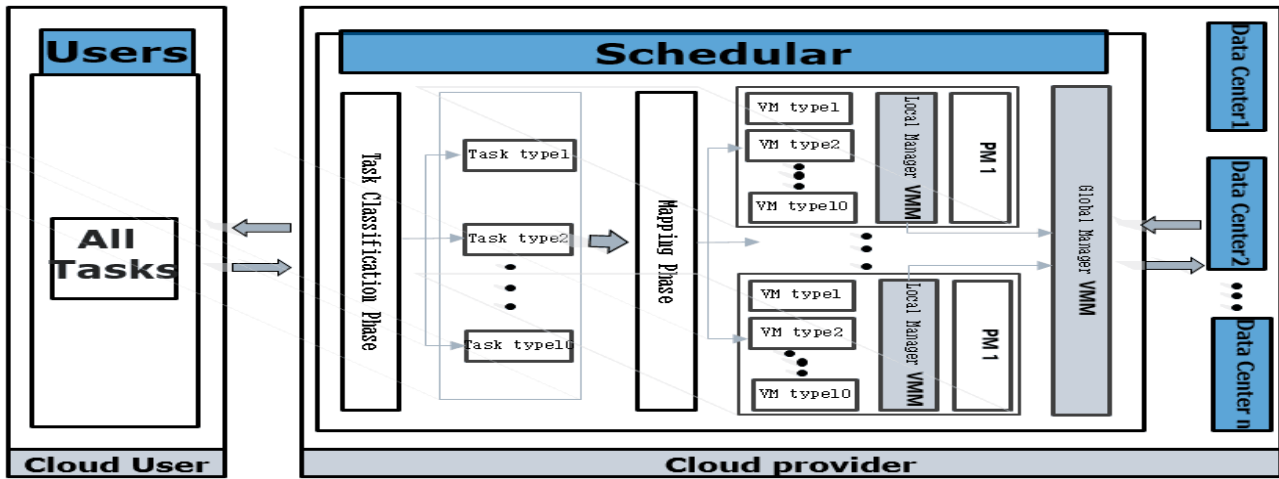 Users
All
Tasks
Cloud User
Schedular
Task Classification Phase
Task type1
Task type2
Task type10
Mapping Phase
VM type1
VM type2
VM type10
Local Manager VMM
PM 1
VM type1
VM type2
VM type10
Local Manager VMM
PM 1
Global Manager VMM
Cloud provider
Data Center1
Data Center2
Data Center n